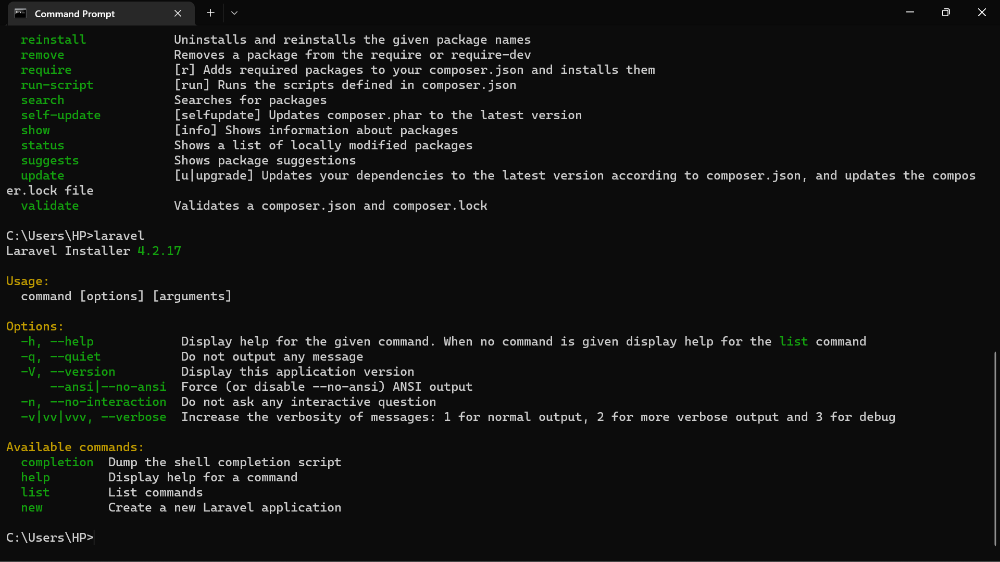 Command Prompt
reinstall Uninstalls and reinstalls the given package names
remove Removes a package from the require or require-dev
require [r] Adds required packages to your composer.json and installs them
run-script [run] Runs the scripts defined in composer.json
search Searches for packages
self-update [selfupdate] Updates composer.phar to the latest version
show [info] Shows information about packages
status Shows a list of locally modified packages
suggests Shows package suggestions
update [u|upgrade] Updates your dependencies to the latest version according to composer.json, and updates the compos
er.lock file
validate Validates a composer.json and composer.lock
C:\Users\HP>laravel
Laravel Installer 4.2.17
Usage:
command [options] [arguments]
Options:
-h, --help Display help for the given command. When no command is given display help for the list command
-q, --quiet Do not output any message
-V, --version Display this application version
--ansi|--no-ansi Force (or disable --no-ansi) ANSI output
-n, --no-interaction Do not ask any interactive question
-v|vv|vvv, --verbose Increase the verbosity of messages: 1 for normal output, 2 for more verbose output and 3 for debug
Available commands:
completion Dump the shell completion script
help Display help for a command
list List commands
new Create a new Laravel application
C:\Users\HP>